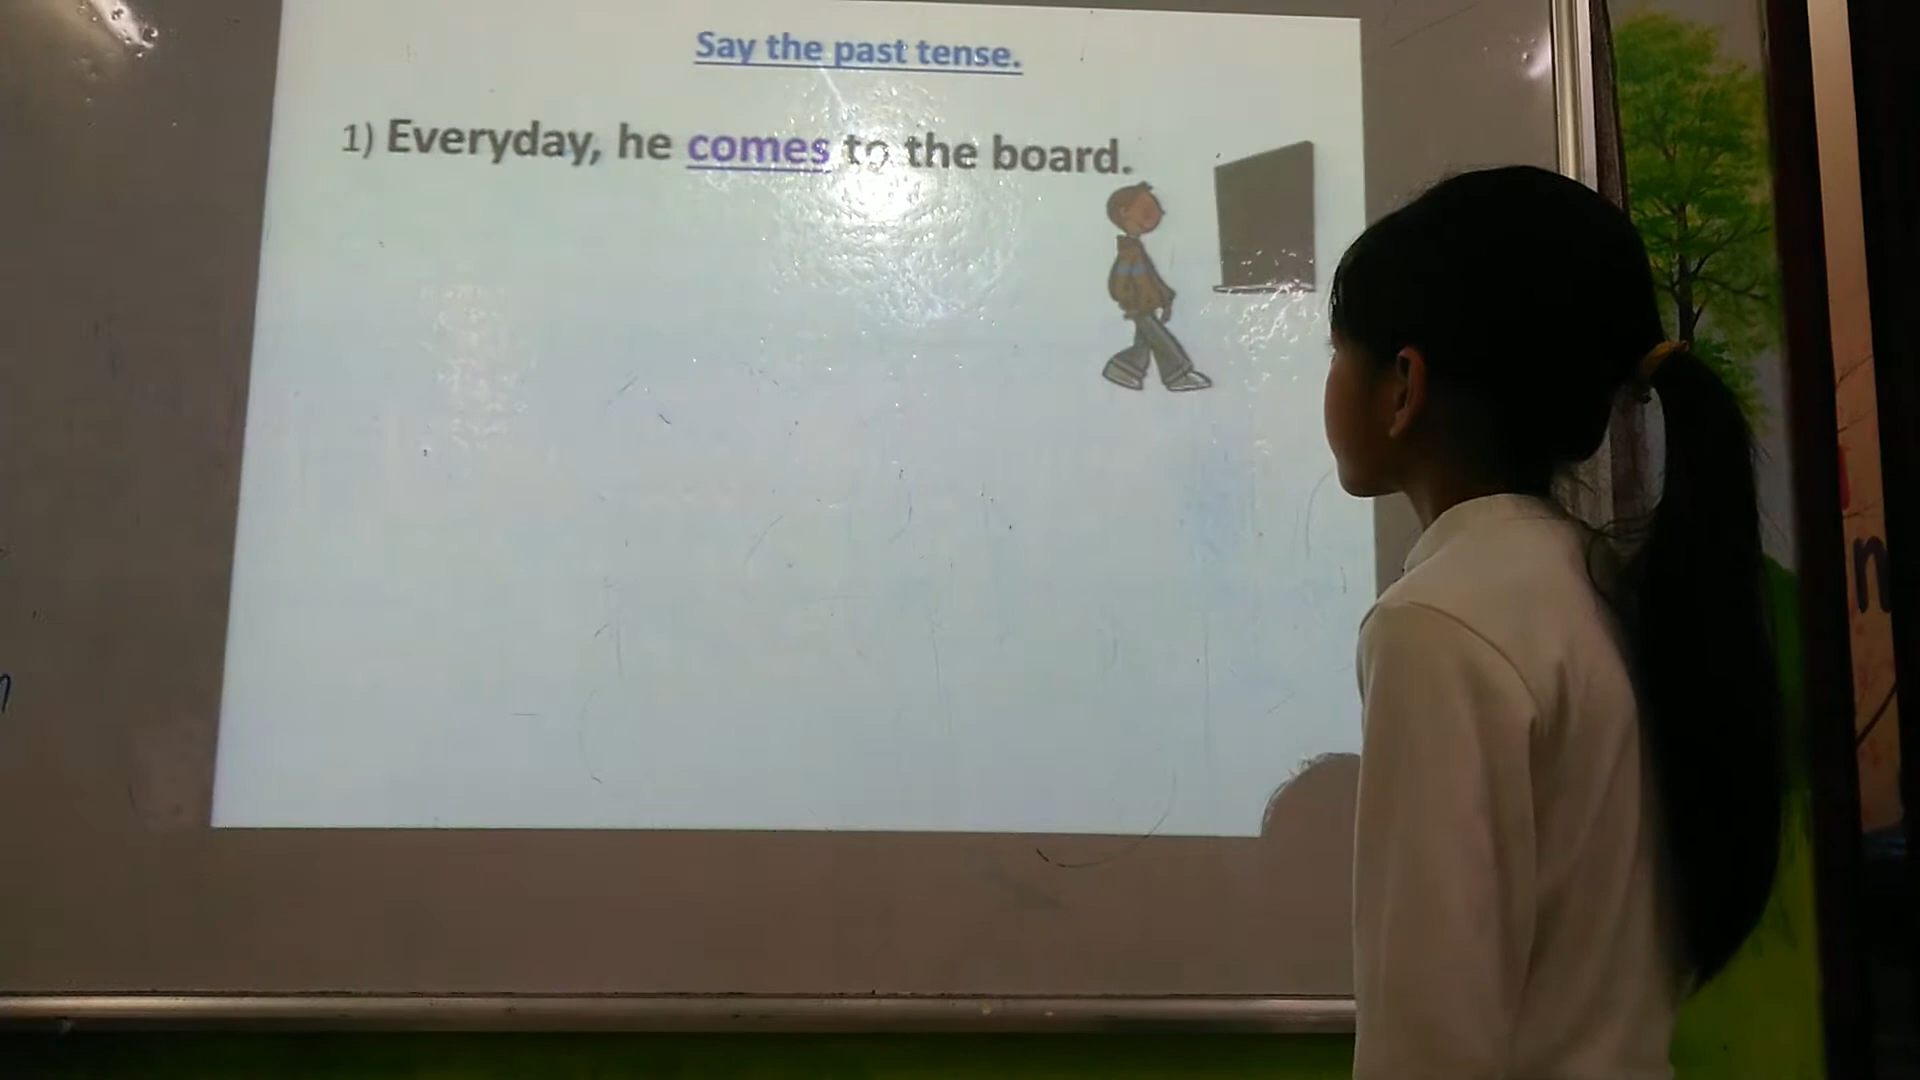 Say the past tense.
1) Everyday, he comes to the board.
n